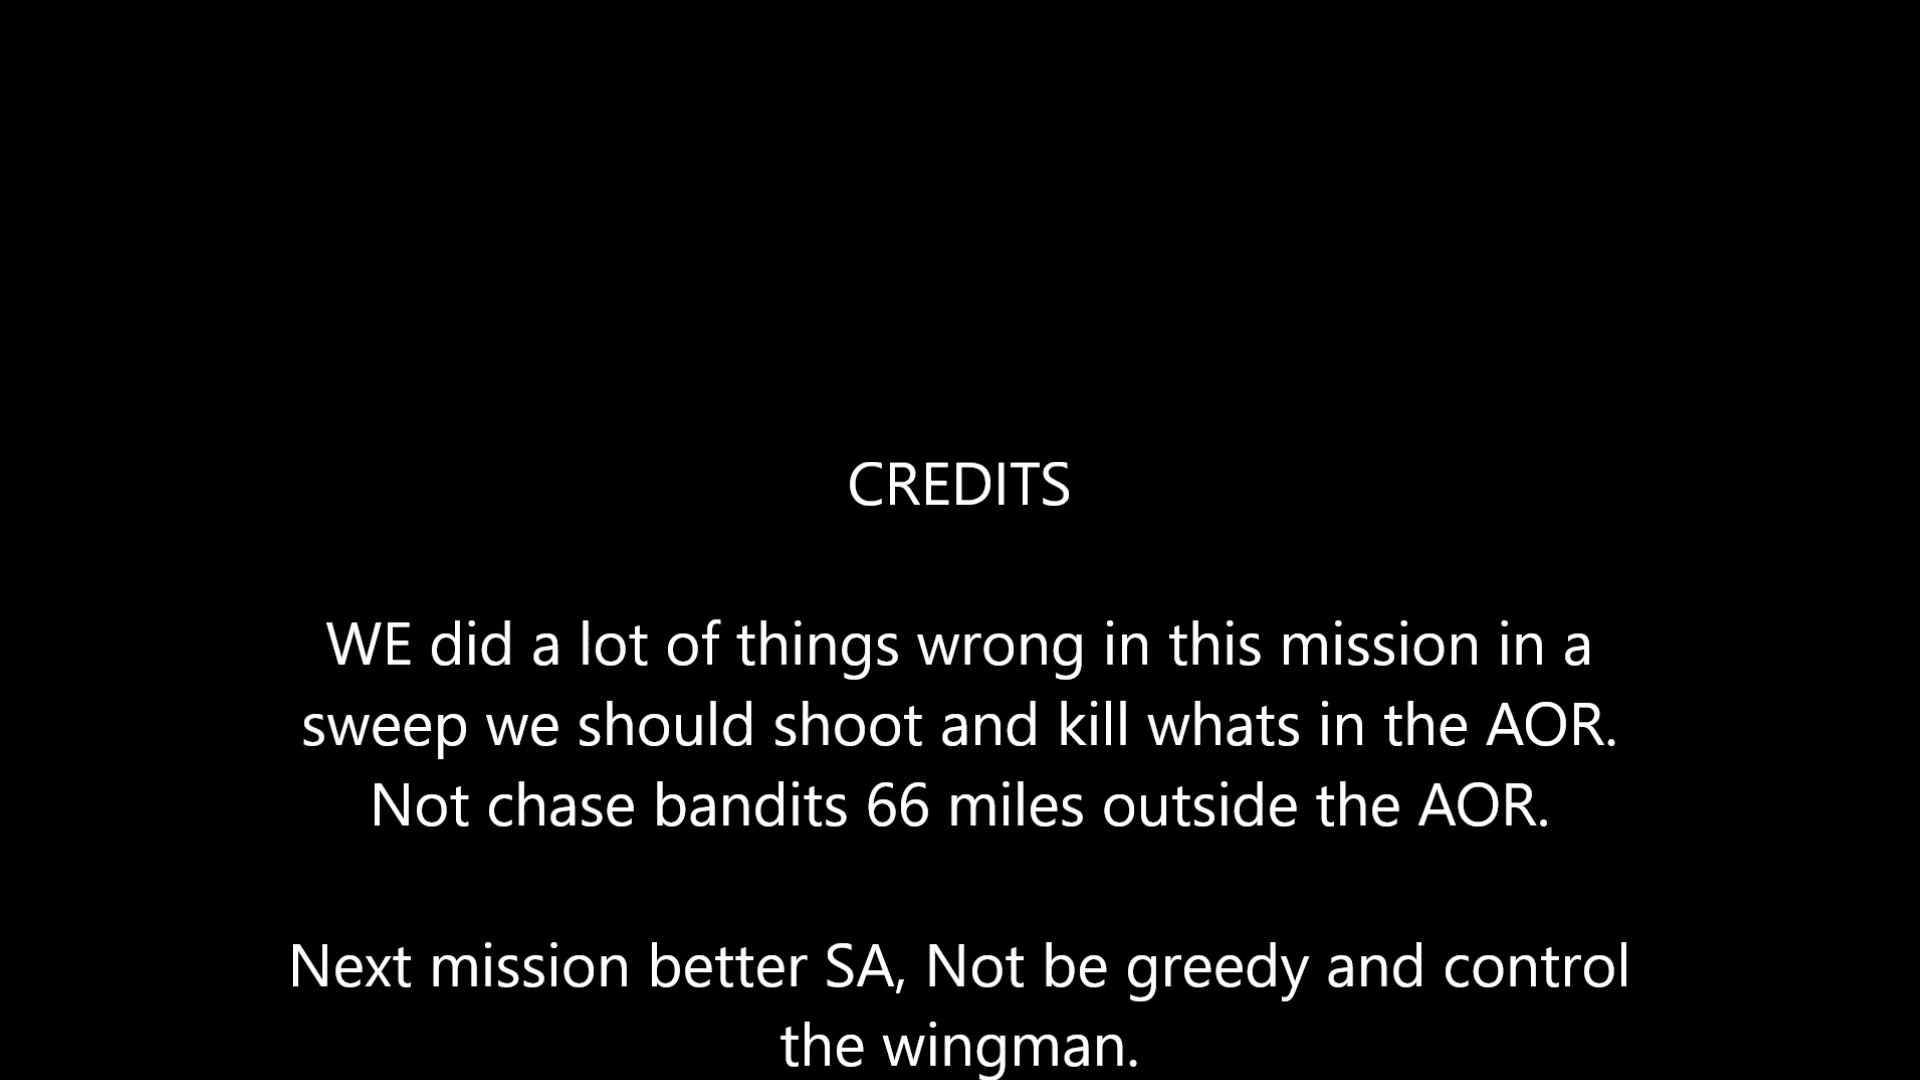 CREDITS
WE did a lot of things wrong in this mission in a
sweep we should shoot and kill whats in the AOR.
Not chase bandits 66 miles outside the AOR.
Next mission better SA, Not be greedy and control
the wingman.